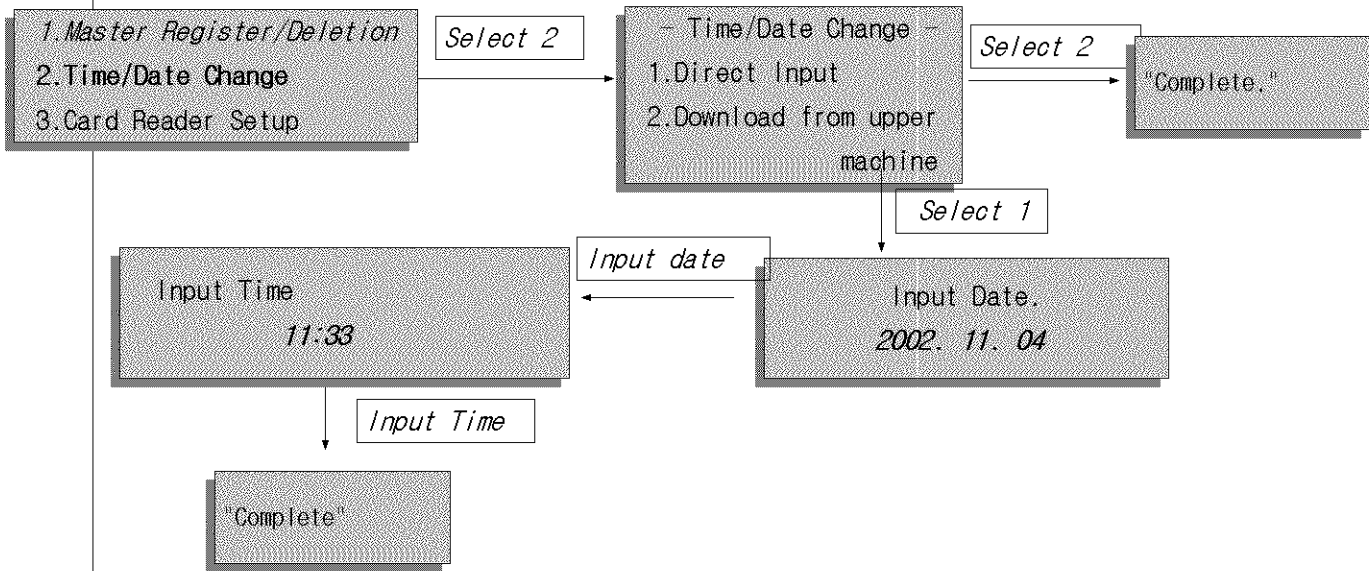 1.Master Register/Deletion
2.Time/Date Change
3.Card Reader Setup
Select 2
- Time/Date Change -
1.Direct Input
2.Download from upper
machine
Select 2
"Complete."
Select 1
Input Date.
2002. 11. 04
Input date
Input Time
11:33
Input Time
"Complete"